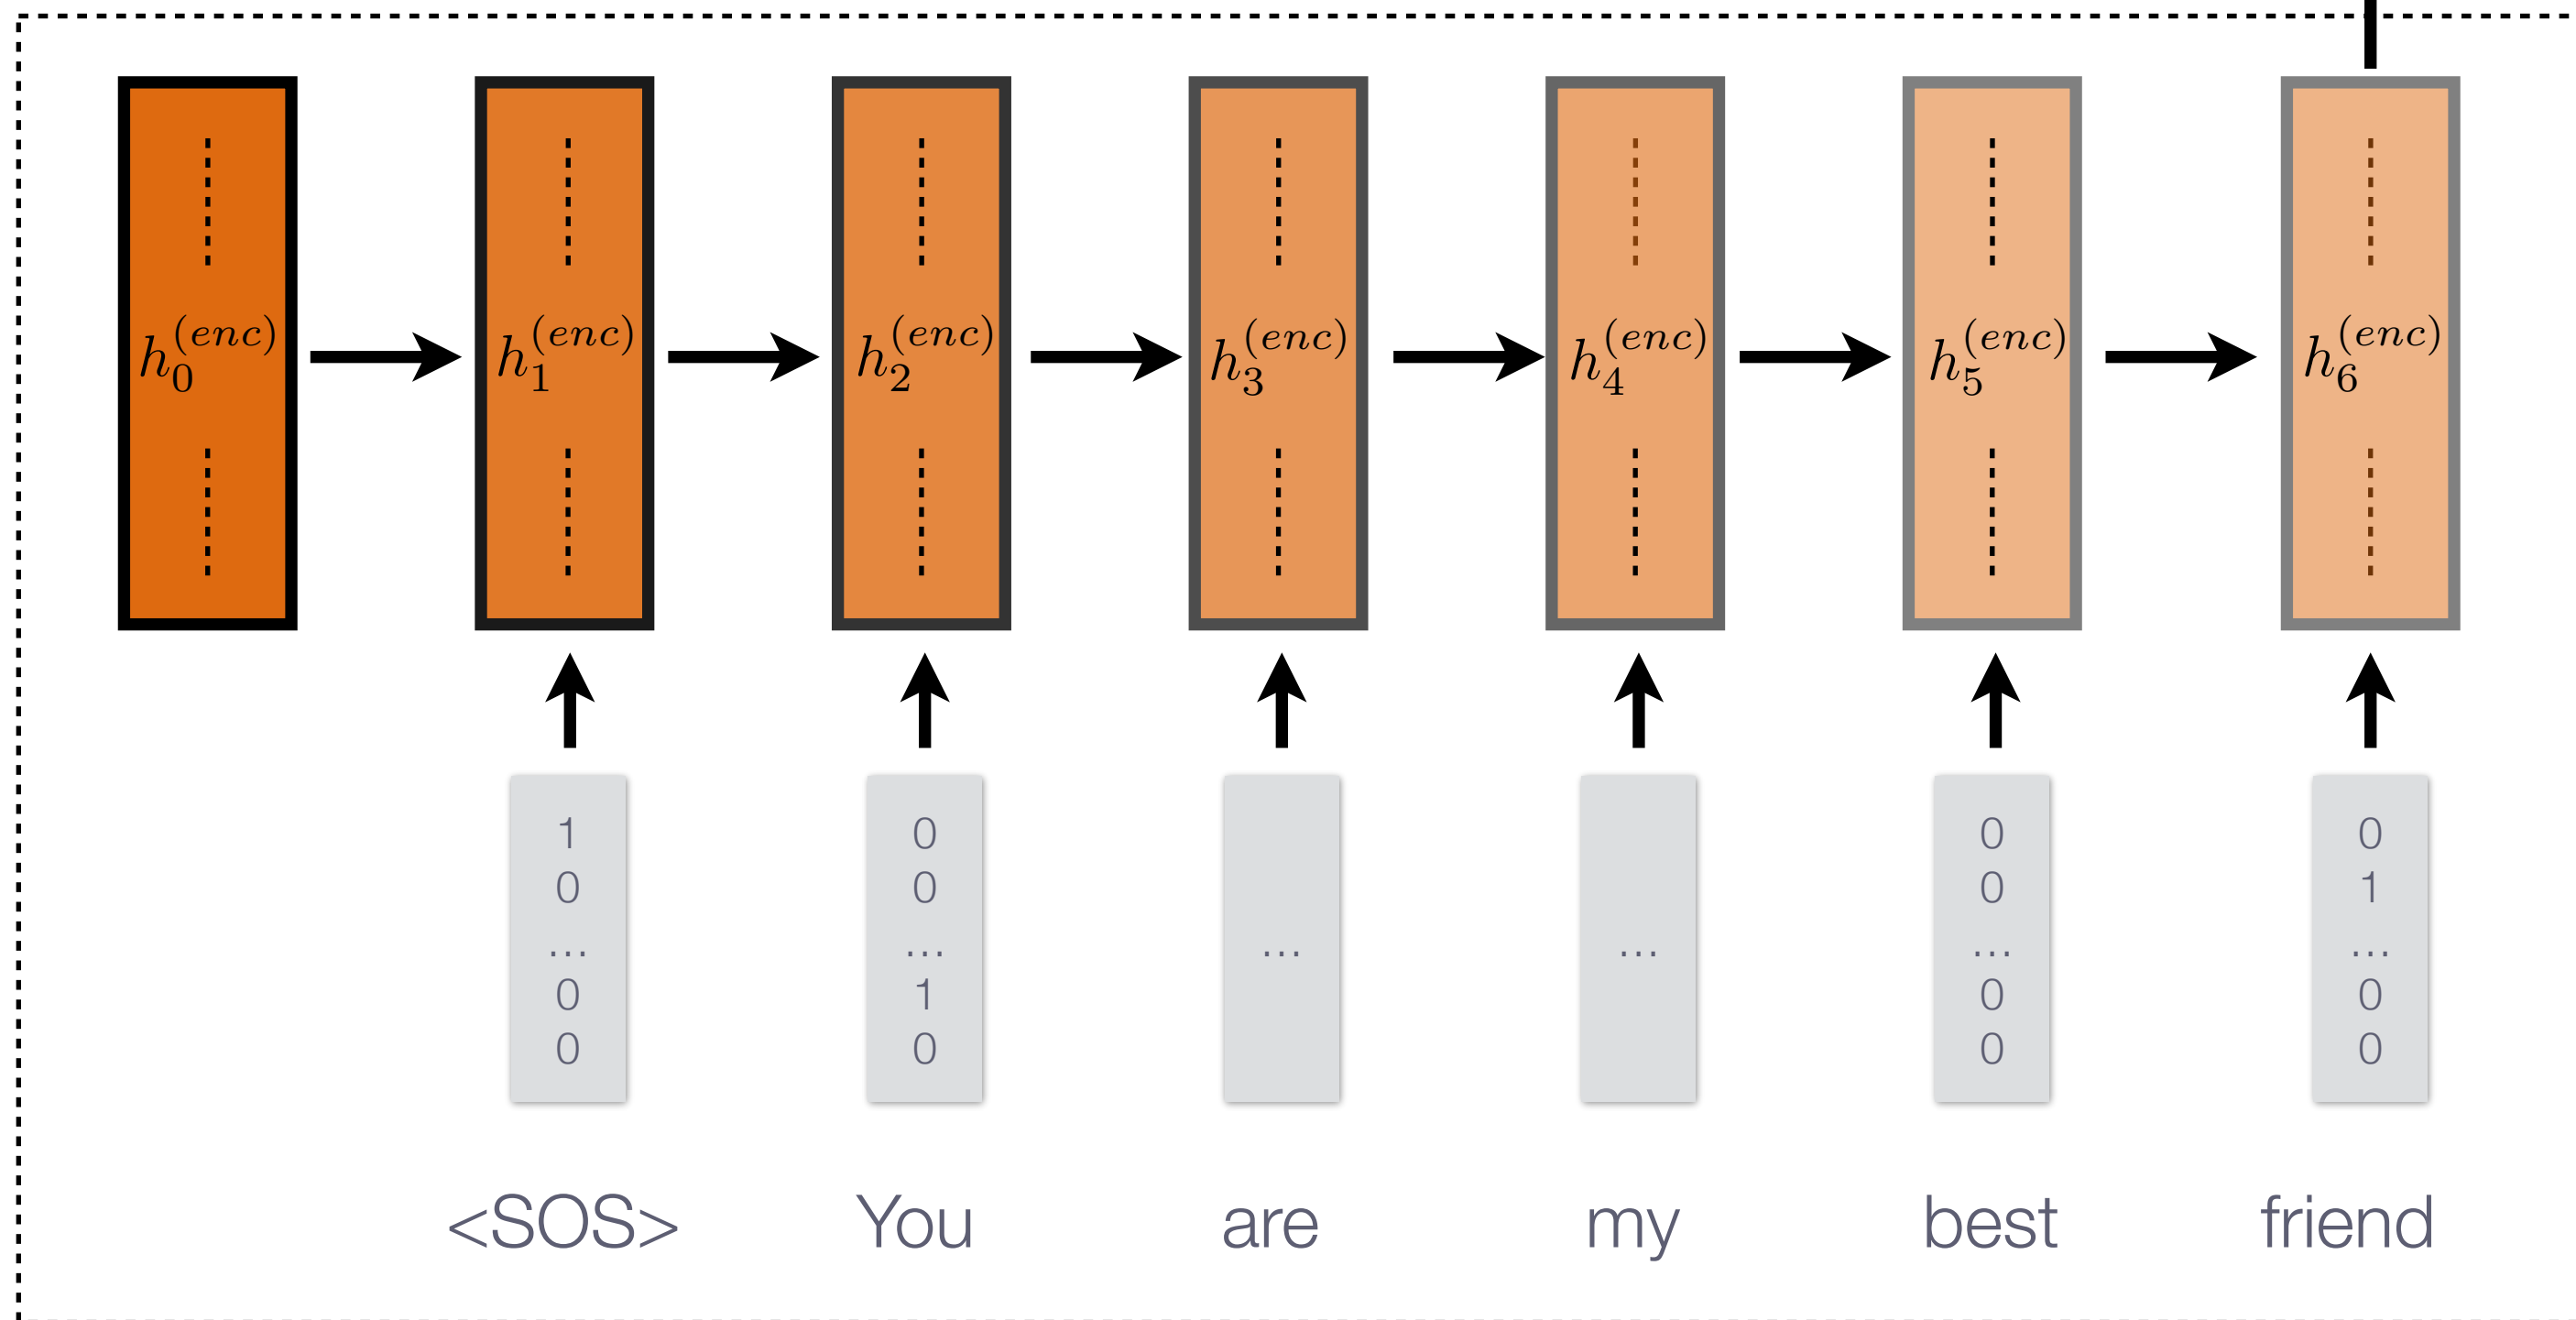 h_0^{(enc)} h_1^{(enc)} h_2^{(enc)} h_3^{(enc)} h_4^{(enc)} h_5^{(enc)} h_6^{(enc)}
1 0 0 0
0 0 0 1
... ... ... ... ... ...
0 1 0 0
0 0 0 0
<SOS> You are my best friend